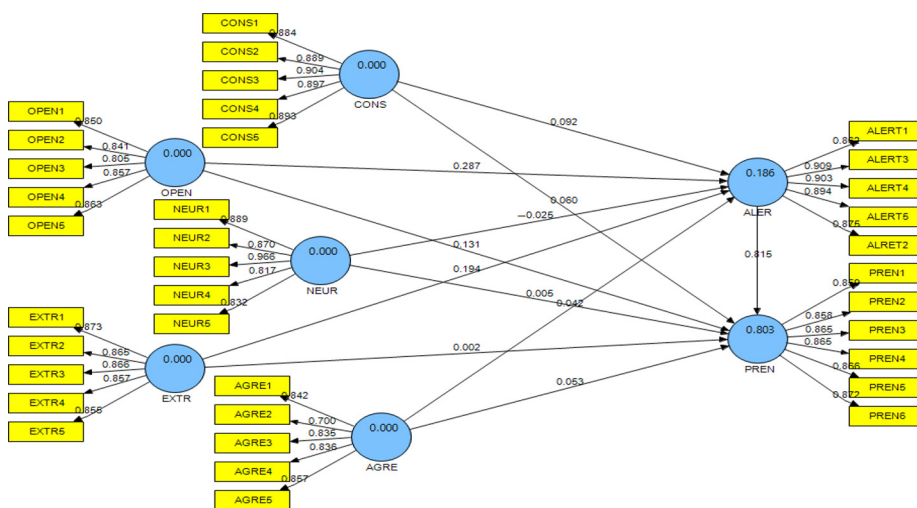 CONS1
0.884
CONS2
0.889
CONS3
0.904
CONS4
0.897
CONS5
0.893
0.000
CONS
OPEN1
0.850
OPEN2
0.841
OPEN3
0.805
OPEN4
0.857
OPEN5
0.863
0.000
OPEN
NEUR1
0.889
NEUR2
0.870
NEUR3
0.966
NEUR4
0.817
NEUR5
0.832
0.000
NEUR
EXTR1
0.873
EXTR2
0.865
EXTR3
0.866
EXTR4
0.857
EXTR5
0.000
EXTR
AGRE1
0.842
AGRE2
0.700
AGRE3
0.835
AGRE4
0.836
AGRE5
0.857
0.000
AGRE
0.092
0.287
0.060
−0.025
0.131
0.194
0.005
0.042
0.002
0.053
0.815
0.186
ALER
ALERT1
ALERT3
0.909
ALERT4
0.903
ALERT5
0.894
ALRET2
0.875
0.803
PREN
PREN1
PREN2
0.858
PREN3
0.865
PREN4
0.865
PREN5
0.866
PREN6
0.872